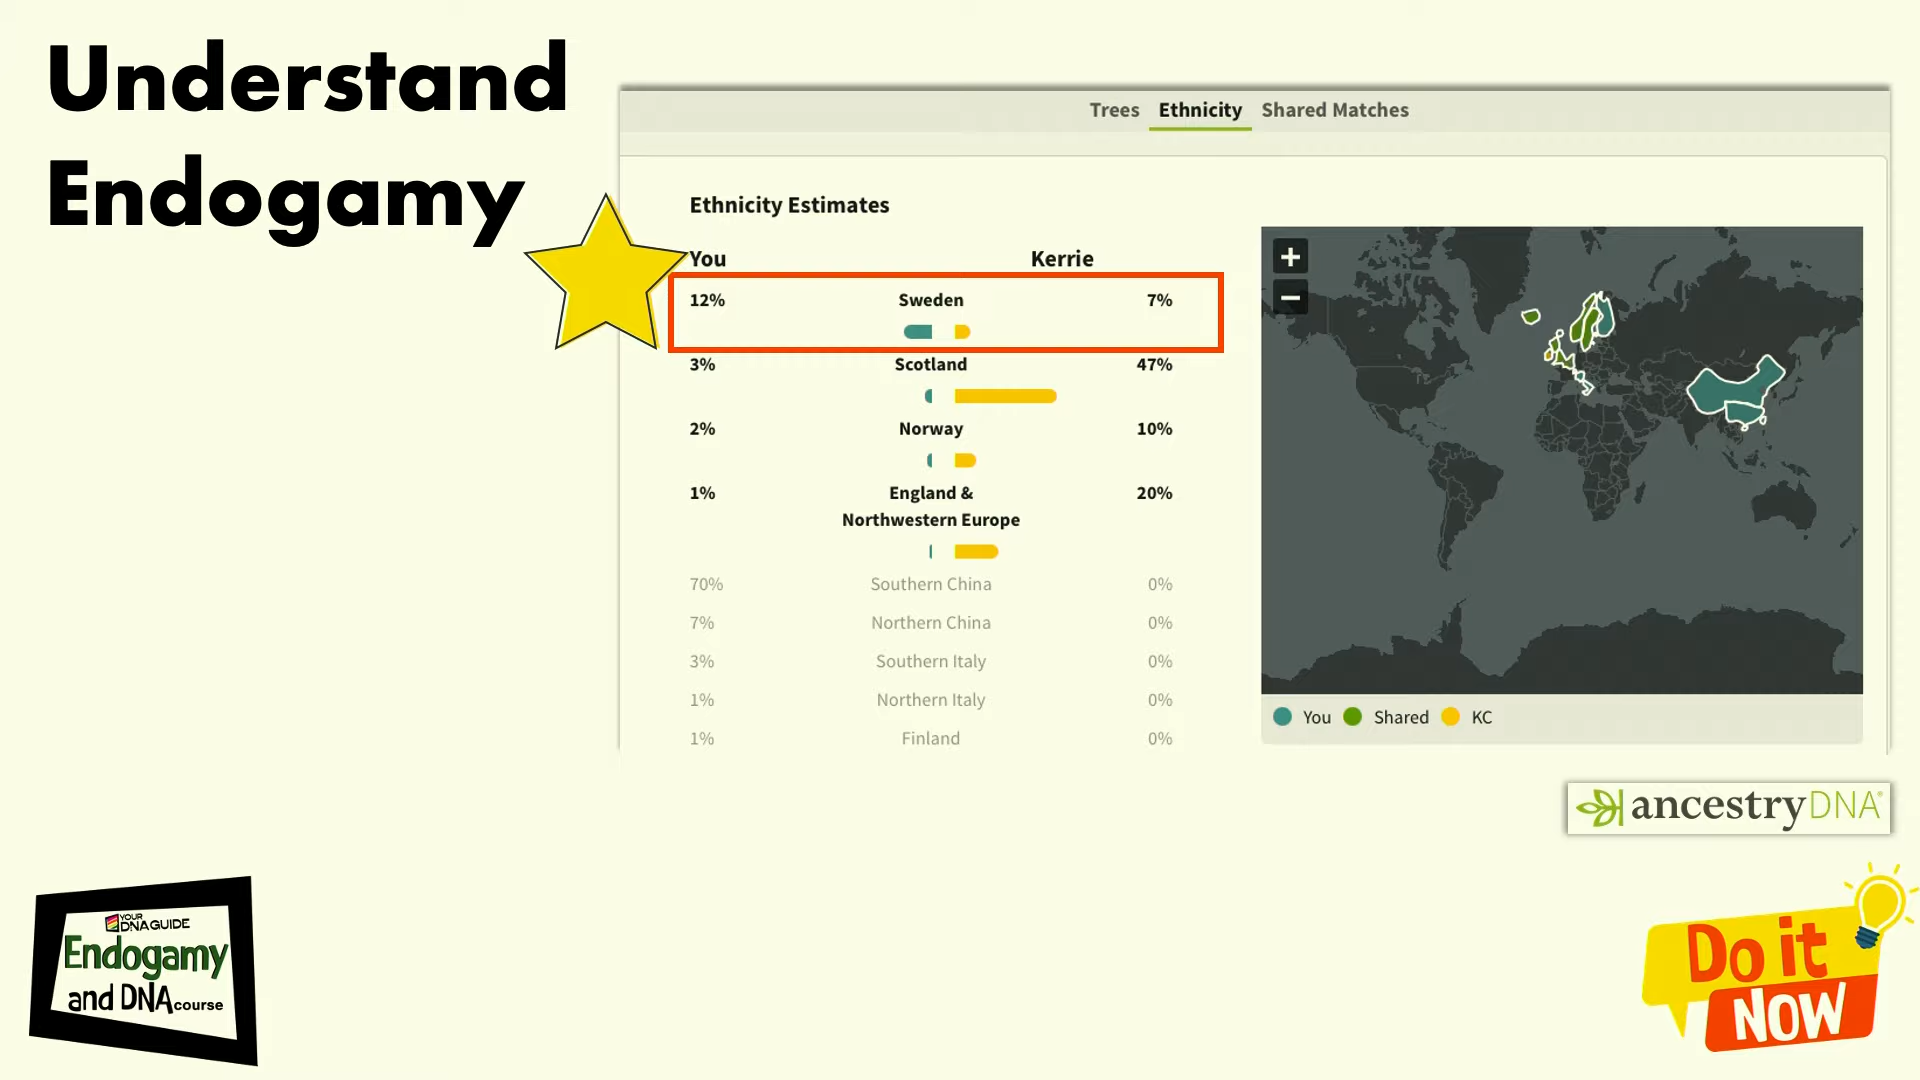 Understand
Endogamy
Trees Ethnicity Shared Matches
Ethnicity Estimates
You Kerrie
12% Sweden 7%
3% Scotland 47%
2% Norway 10%
1% England & 20%
Northwestern Europe
70% Southern China 0%
7% Northern China 0%
3% Southern Italy 0%
1% Northern Italy 0%
1% Finland 0%
+
−
You Shared KC
ancestryDNA®
YOUR
DNAGUIDE
Endogamy
and DNA course
Do it
NOW